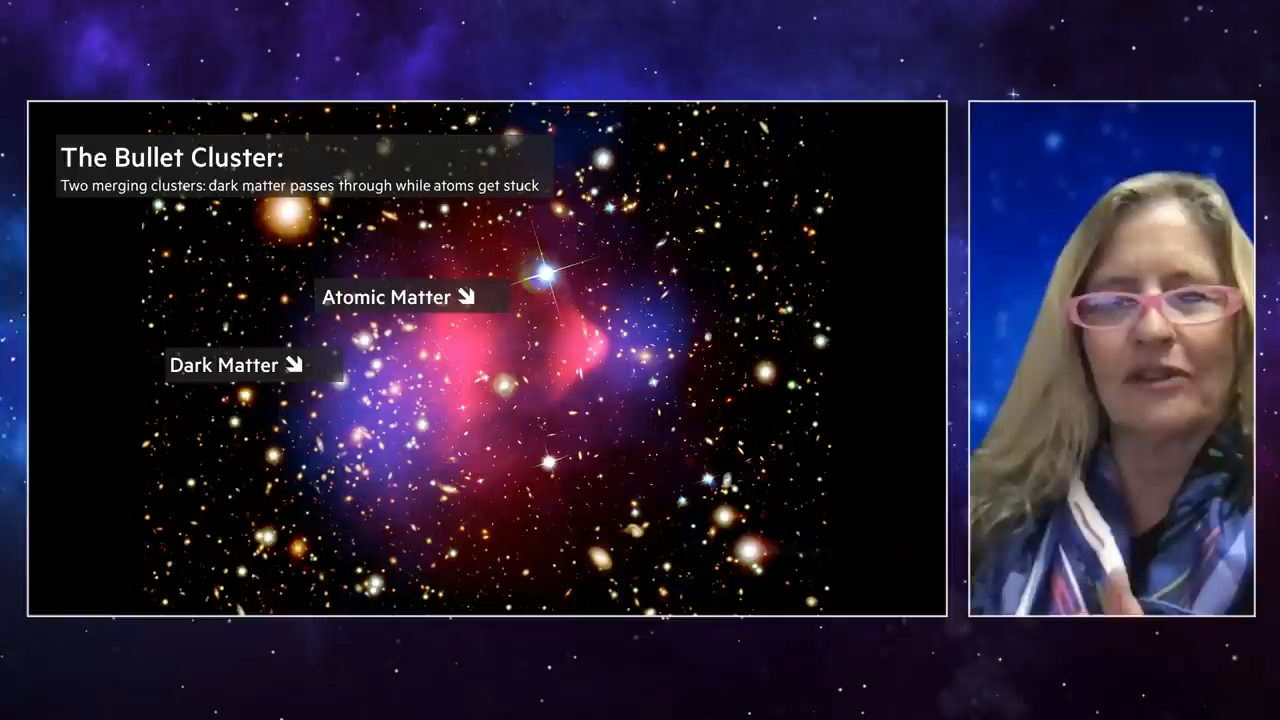 The Bullet Cluster:
Two merging clusters: dark matter passes through while atoms get stuck
Atomic Matter ↘
Dark Matter ↘